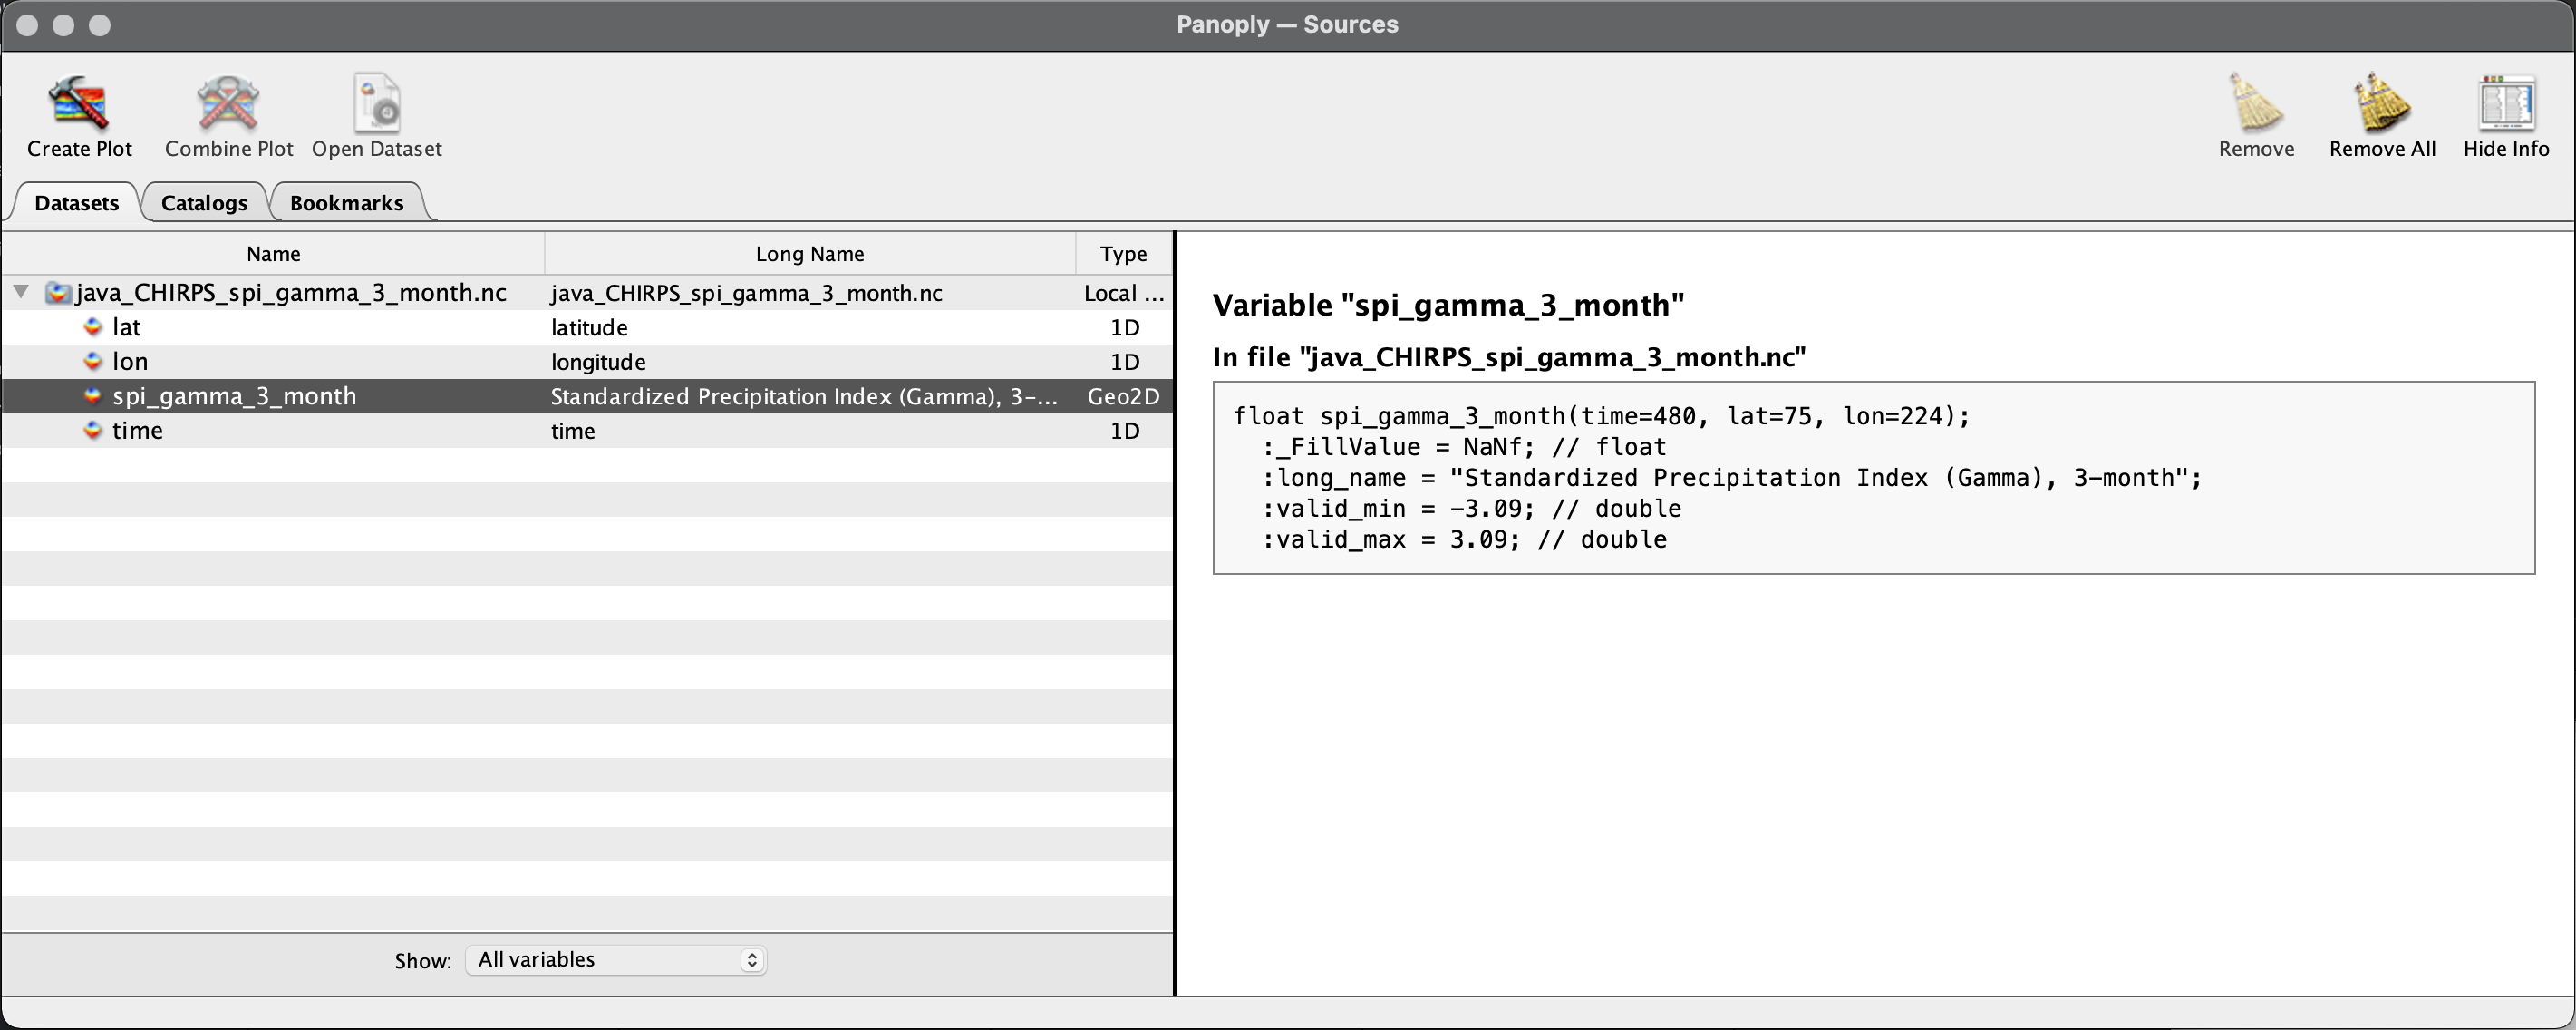 Panoply — Sources
Create Plot
Combine Plot
Open Dataset
Remove
Remove All
Hide Info
Datasets
Catalogs
Bookmarks
Name Long Name Type
java_CHIRPS_spi_gamma_3_month.nc java_CHIRPS_spi_gamma_3_month.nc Local ...
lat latitude 1D
lon longitude 1D
spi_gamma_3_month Standardized Precipitation Index (Gamma), 3-... Geo2D
time time 1D
Show: All variables
Variable "spi_gamma_3_month"
In file "java_CHIRPS_spi_gamma_3_month.nc"
float spi_gamma_3_month(time=480, lat=75, lon=224);
:_FillValue = NaNf; // float
:long_name = "Standardized Precipitation Index (Gamma), 3-month";
:valid_min = -3.09; // double
:valid_max = 3.09; // double